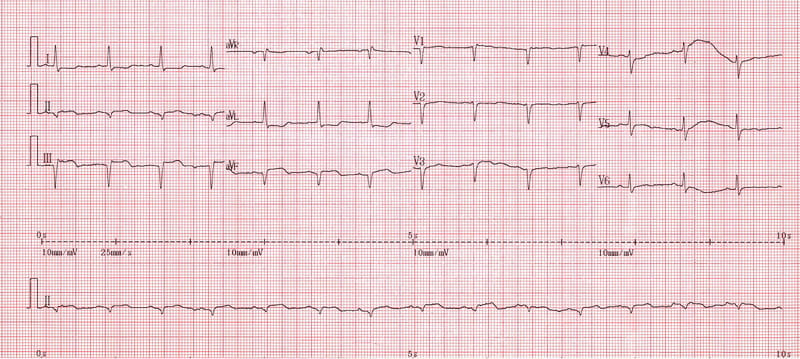 I
aVR
V1
V4
II
aVL
V2
V5
III
aVF
V3
V6
0s 5s 10s
10mm/mV 25mm/s 10mm/mV 10mm/mV 10mm/mV
II
0s 5s 10s